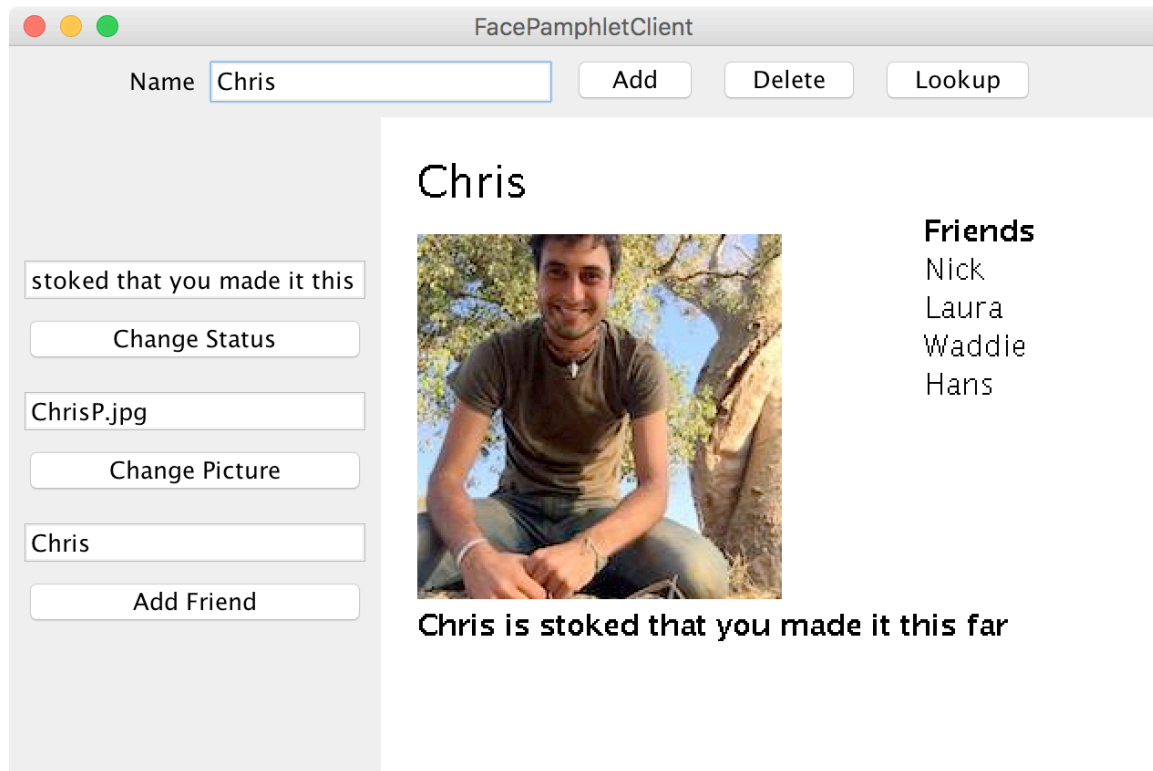 FacePamphletClient
Name Chris Add Delete Lookup
Chris
Friends
Nick
Laura
Waddie
Hans
stoked that you made it this
Change Status
ChrisP.jpg
Change Picture
Chris
Add Friend
Chris is stoked that you made it this far